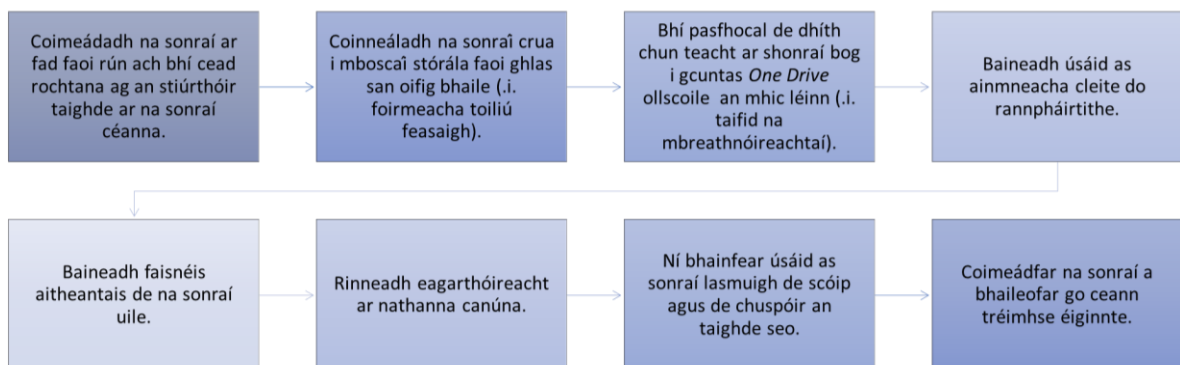 Coimeádadh na sonraí ar
fad faoi rún ach bhí cead
rochtana ag an stiúrthóir
taighde ar na sonraí
céanna.
Coinneáladh na sonraî crua
i mboscaî stórála faoi ghlas
san oifig bhaile (.i.
foirmeacha toiliú
feasaigh).
Bhí pasfhocal de dhíth
chun teacht ar shonraí bog
i gcuntas One Drive
ollscoile an mhic léinn (.i.
taifid na
mbreathnóireachtaí).
Baineadh úsáid as
ainmneacha cleite do
rannpháirtithe.
Baineadh faisnéis
aitheantais de na sonraí
uile.
Rinneadh eagarthóireacht
ar nathanna canúna.
Ní bhainfear úsáid as
sonraí lasmuigh de scóip
agus de chuspóir an
taighde seo.
Coimeádfar na sonraí a
bhaileofar go ceann
tréimhse éiginnte.